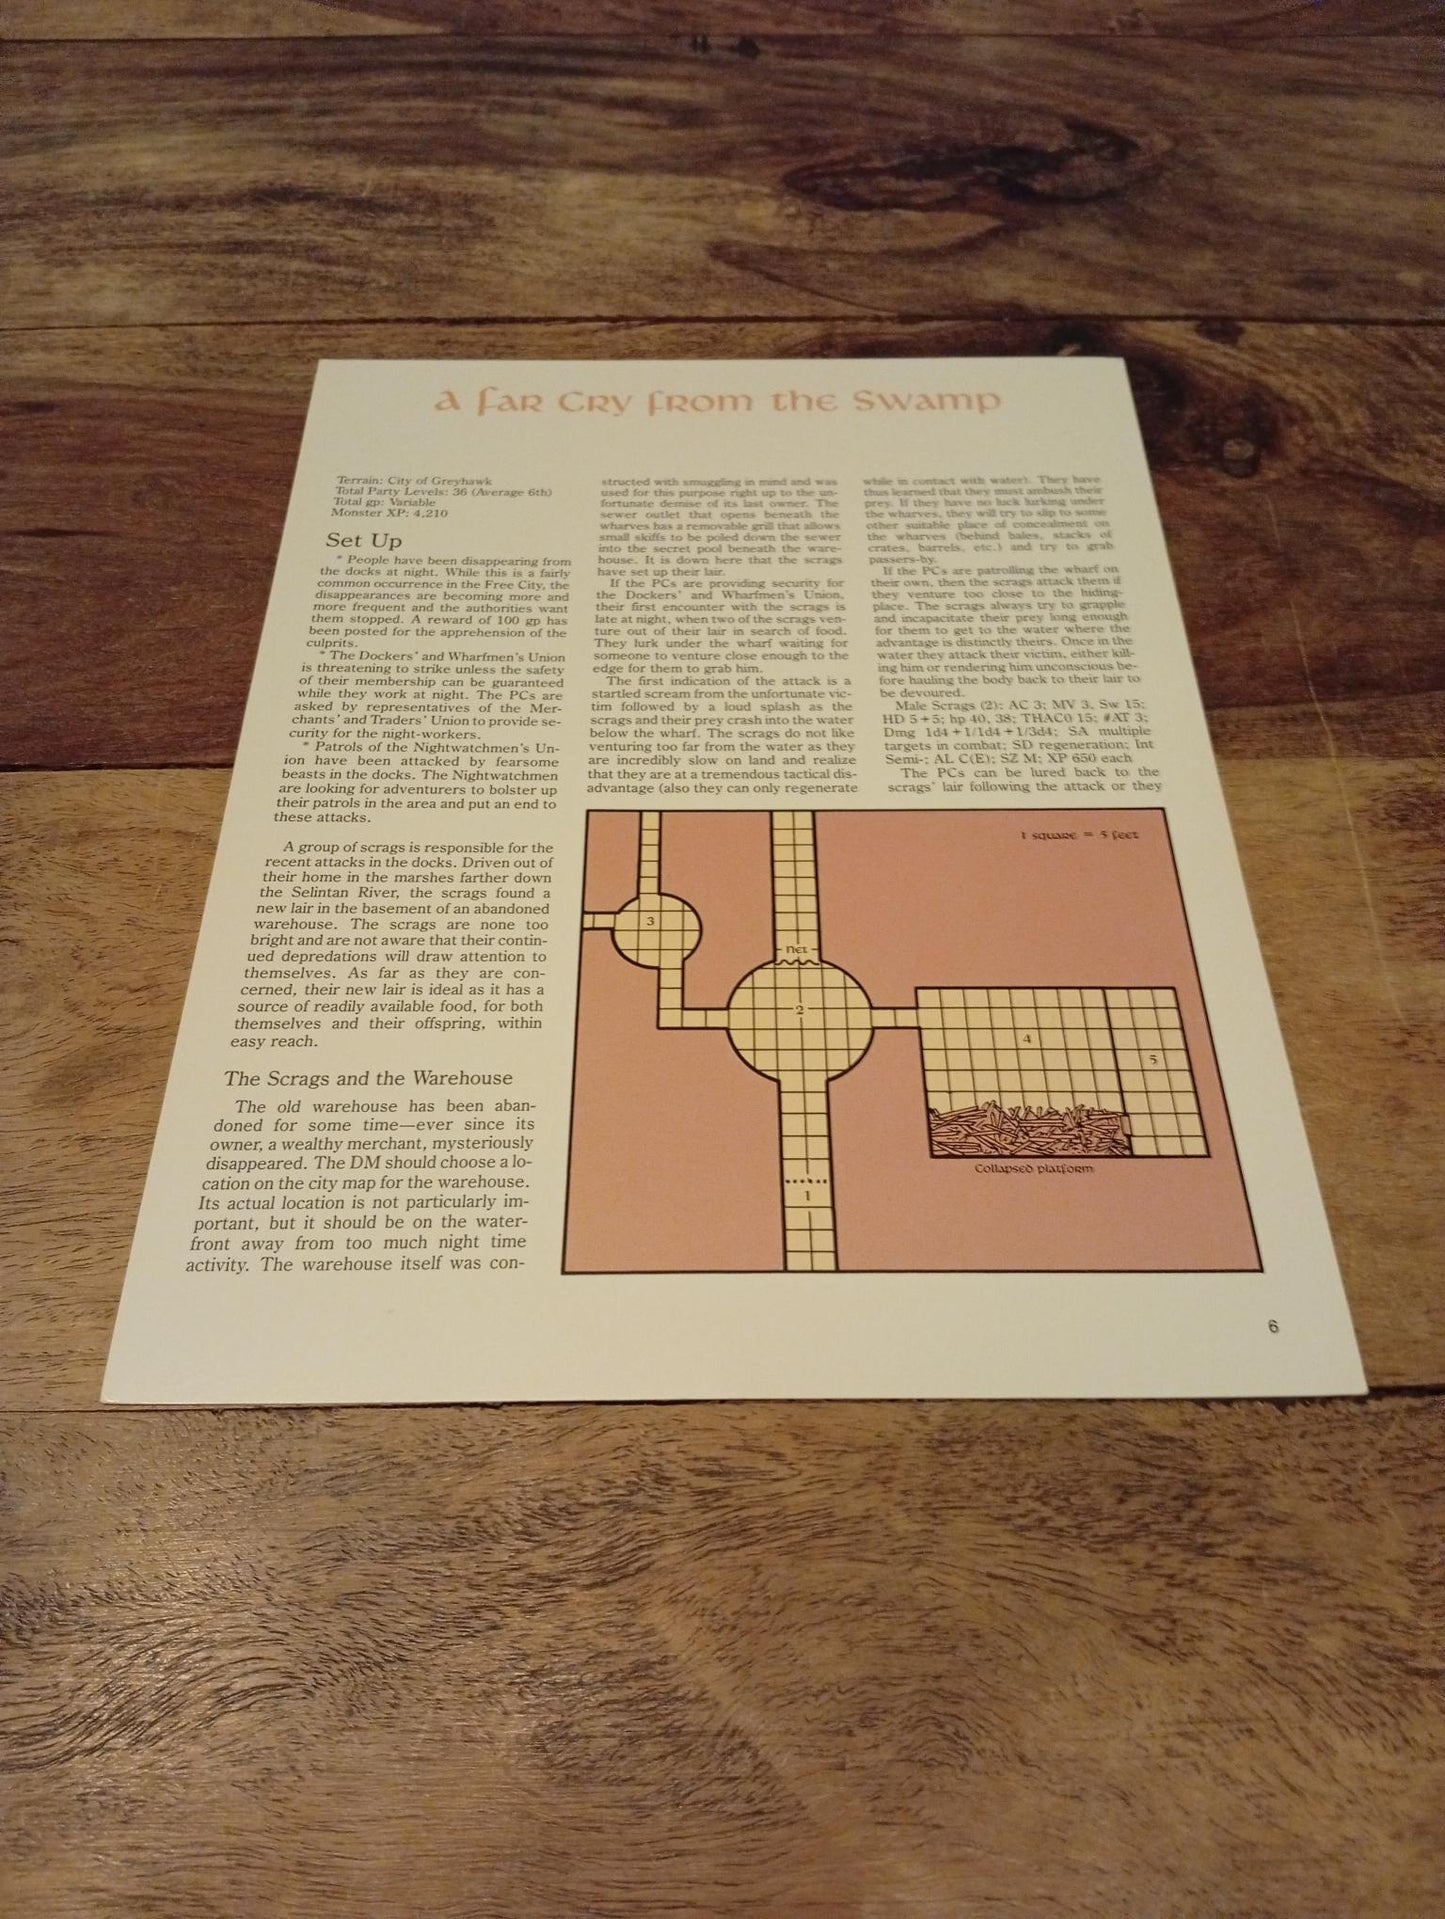 A Far Cry from the Swamp
Terrain: City of Greyhawk
Total Party Levels: 36 (Average 6th)
Total gp: Variable
Monster XP: 4,210
Set Up
* People have been disappearing from
the docks at night. While this is a fairly
common occurrence in the Free City, the
disappearances are becoming more and
more frequent and the authorities want
them stopped. A reward of 100 gp has
been posted for the apprehension of the
culprits.
* The Dockers' and Wharfmen's Union
is threatening to strike unless the safety
of their membership can be guaranteed
while they work at night. The PCs are
asked by representatives of the Mer-
chants' and Traders' Union to provide se-
curity for the night-workers.
* Patrols of the Nightwatchmen's Un-
ion have been attacked by fearsome
beasts in the docks. The Nightwatchmen
are looking for adventurers to bolster up
their patrols in the area and put an end to
these attacks.
A group of scrags is responsible for the
recent attacks in the docks. Driven out of
their home in the marshes farther down
the Selintan River, the scrags found a
new lair in the basement of an abandoned
warehouse. The scrags are none too
bright and are not aware that their contin-
ued depredations will draw attention to
themselves. As far as they are con-
cerned, their new lair is ideal as it has a
source of readily available food, for both
themselves and their offspring, within
easy reach.
The Scrags and the Warehouse
The old warehouse has been aban-
doned for some time—ever since its
owner, a wealthy merchant, mysteriously
disappeared. The DM should choose a lo-
cation on the city map for the warehouse.
Its actual location is not particularly im-
portant, but it should be on the water-
front away from too much night time
activity. The warehouse itself was con-
structed with smuggling in mind and was
used for this purpose right up to the un-
fortunate demise of its last owner. The
sewer outlet that opens beneath the
wharves has a removable grill that allows
small skiffs to be poled down the sewer
into the secret pool beneath the ware-
house. It is down here that the scrags
have set up their lair.
If the PCs are providing security for
the Dockers' and Wharfmen's Union,
their first encounter with the scrags is
late at night, when two of the scrags ven-
ture out of their lair in search of food.
They lurk under the wharf waiting for
someone to venture close enough to the
edge for them to grab him.
The first indication of the attack is a
startled scream from the unfortunate vic-
tim followed by a loud splash as the
scrags and their prey crash into the water
below the wharf. The scrags do not like
venturing too far from the water as they
are incredibly slow on land and realize
that they are at a tremendous tactical dis-
advantage (also they can only regenerate
while in contact with water). They have
thus learned that they must ambush their
prey. If they have no luck lurking under
the wharves, they will try to slip to some
other suitable place of concealment on
the wharves (behind bales, stacks of
crates, barrels, etc.) and try to grab
passers-by.
If the PCs are patrolling the wharf on
their own, then the scrags attack them if
they venture too close to the hiding-
place. The scrags always try to grapple
and incapacitate their prey long enough
for them to get to the water where the
advantage is distinctly theirs. Once in the
water they attack their victim, either kill-
ing him or rendering him unconscious be-
fore hauling the body back to their lair to
be devoured.
Male Scrags (2): AC 3; MV 3, Sw 15;
HD 5+5; hp 40, 38; THAC0 15; #AT 3;
Dmg 1d4+1/1d4+1/3d4; SA multiple
targets in combat; SD regeneration; Int
Semi-; AL C(E); SZ M; XP 650 each
The PCs can be lured back to the
scrags' lair following the attack or they
1 square = 5 feet
3
Net
2
4
5
Collapsed platform
1
6